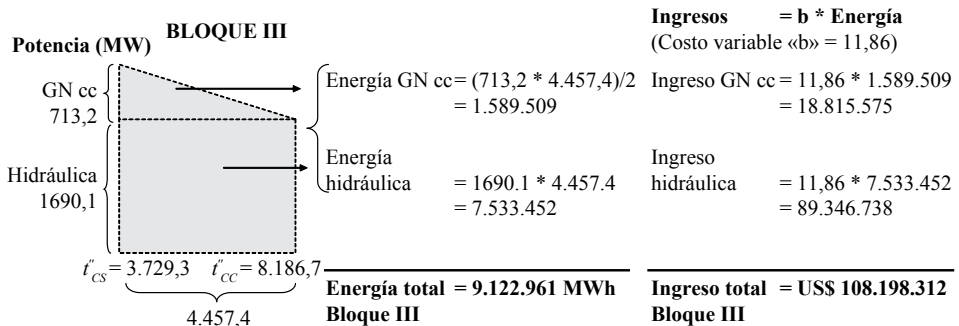 BLOQUE III
Potencia (MW)
GN cc
713,2
Hidráulica
1690,1
t"CS = 3.729,3
t"CC = 8.186,7
4.457,4
Energía GN cc = (713,2 * 4.457,4)/2
= 1.589.509
Energía
hidráulica = 1690.1 * 4.457.4
= 7.533.452
Energía total = 9.122.961 MWh
Bloque III
Ingresos = b * Energía
(Costo variable «b» = 11,86)
Ingreso GN cc = 11,86 * 1.589.509
= 18.815.575
Ingreso
hidráulica = 11,86 * 7.533.452
= 89.346.738
Ingreso total = US$ 108.198.312
Bloque III